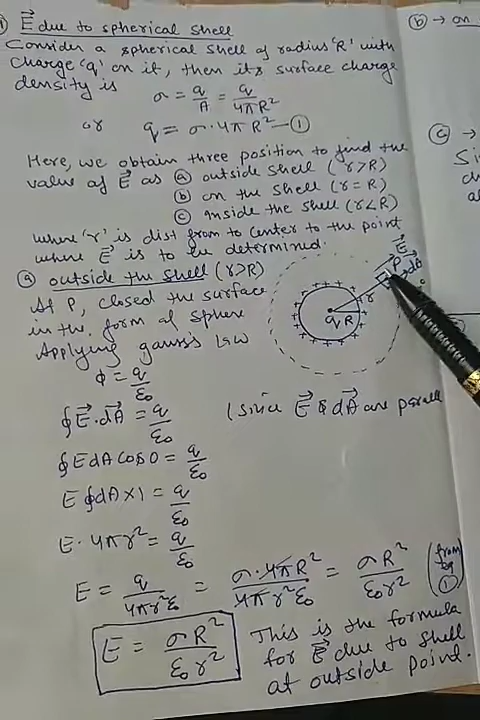 E⃗ due to spherical shell
Consider a spherical shell of radius 'R' with
charge 'q' on it, then its surface charge
density is
σ = q/A = q/4πR²
or q = σ·4πR² —①
Here, we obtain three position to find the
value of E⃗ as ⓐ outside shell (r>R)
ⓑ on the shell (r=R)
ⓒ inside the shell (r<R)
where 'r' is dist from to center to the point
where E⃗ is to be determined.
ⓐ outside the shell (r>R)
At P, closed the surface
in the form of sphere
Applying gauss's law
ϕ = q/ε₀
∮E⃗·dA⃗ = q/ε₀ (Since E⃗ & dA⃗ are parall
∮E dA cos 0 = q/ε₀
E∮dA×1 = q/ε₀
E·4πr² = q/ε₀
E = q/4πr²ε₀ = σ·4πR²/4πr²ε₀ = σR²/ε₀r² (from eq ①)
E = σR²/ε₀r²
This is the formula
for E⃗ due to shell
at outside point.
E⃗
P
dA⃗
r
q R
ⓑ → on
ⓒ →